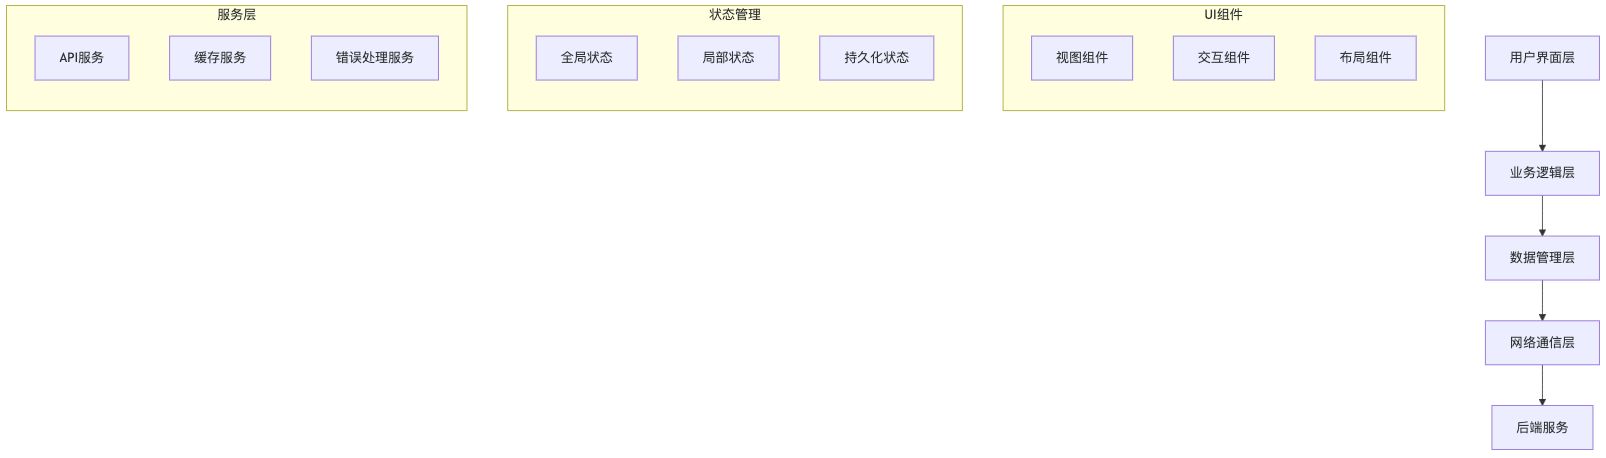 服务层
API服务
缓存服务
错误处理服务
状态管理
全局状态
局部状态
持久化状态
UI组件
视图组件
交互组件
布局组件
用户界面层
业务逻辑层
数据管理层
网络通信层
后端服务